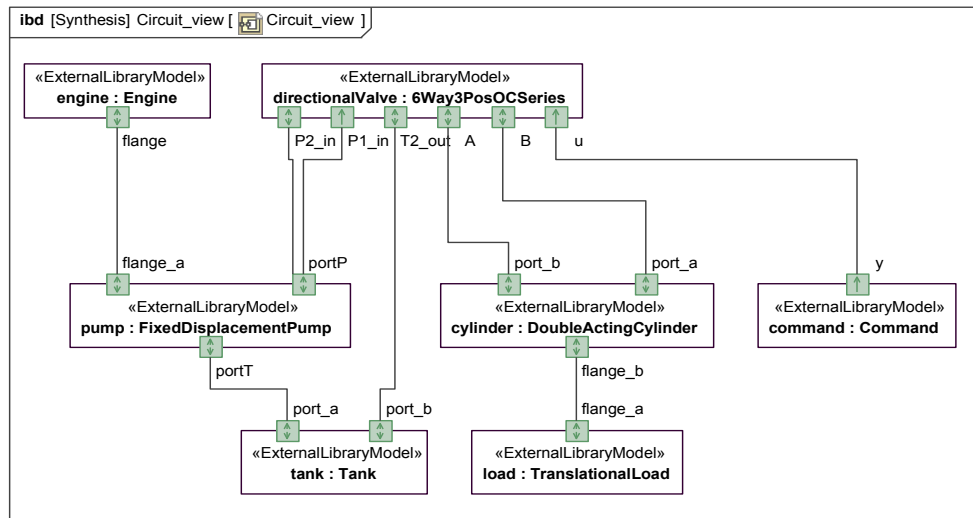 ibd [Synthesis] Circuit_view [ Circuit_view ]
«ExternalLibraryModel»
engine : Engine
«ExternalLibraryModel»
directionalValve : 6Way3PosOCSeries
flange
P2_in
P1_in
T2_out
A
B
u
flange_a
portP
port_b
port_a
y
«ExternalLibraryModel»
pump : FixedDisplacementPump
«ExternalLibraryModel»
cylinder : DoubleActingCylinder
«ExternalLibraryModel»
command : Command
portT
flange_b
port_a
port_b
flange_a
«ExternalLibraryModel»
tank : Tank
«ExternalLibraryModel»
load : TranslationalLoad